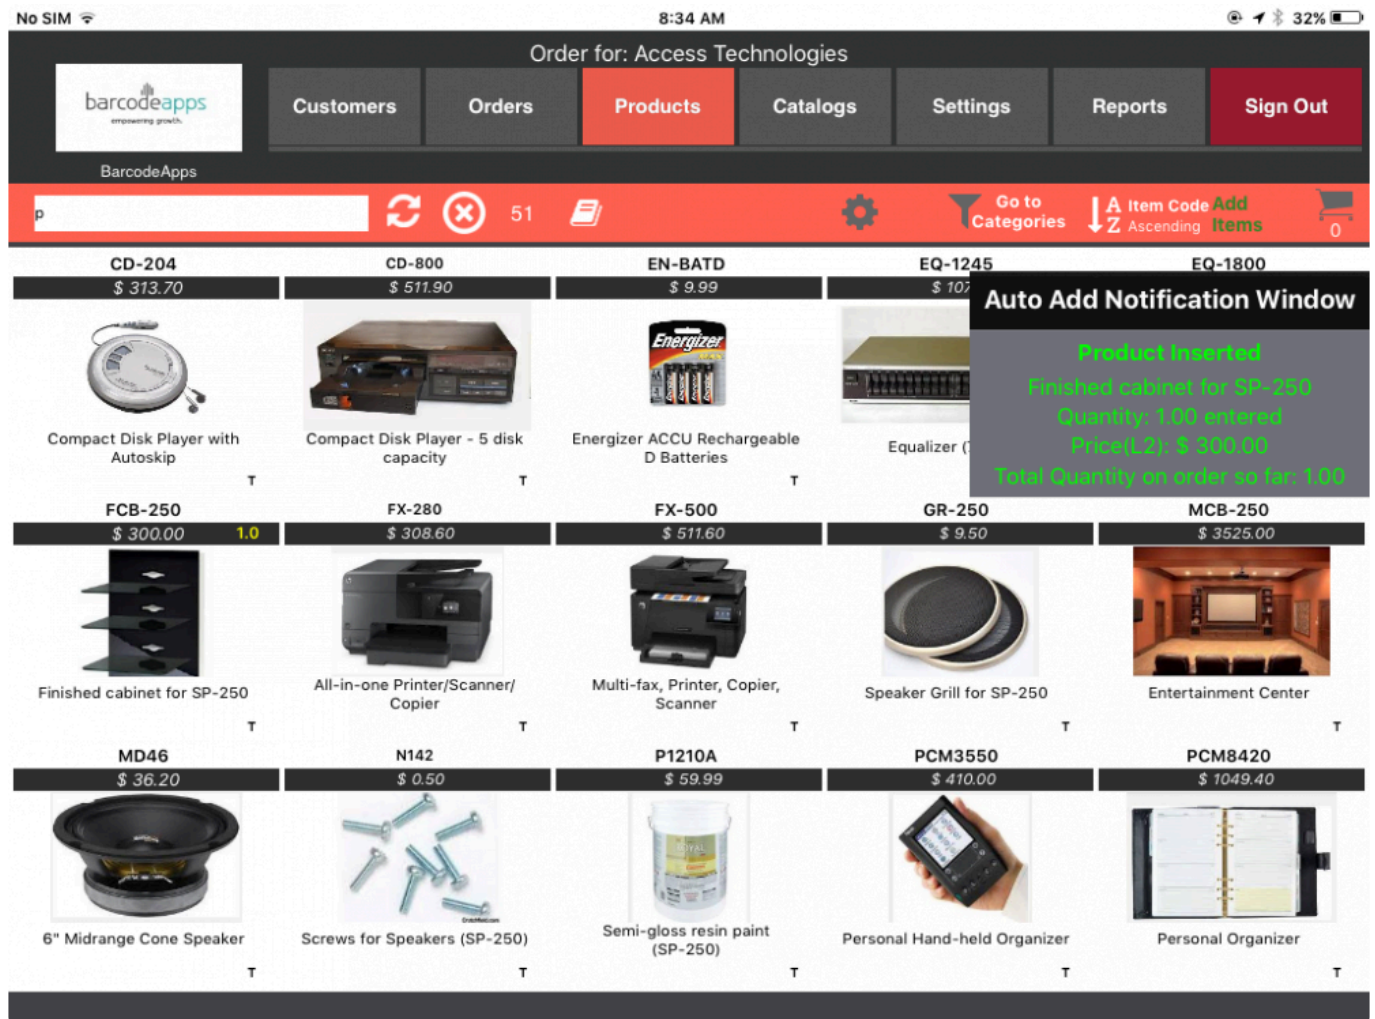 No SIM
8:34 AM
32%
Order for: Access Technologies
barcodeapps
empowering growth.
BarcodeApps
Customers
Orders
Products
Catalogs
Settings
Reports
Sign Out
p
51
Go to
Categories
A
Z
Item Code
Ascending
Add
Items
0
CD-204
$ 313.70
Compact Disk Player with
Autoskip
T
CD-800
$ 511.90
Compact Disk Player - 5 disk
capacity
T
EN-BATD
$ 9.99
Energizer
Energizer ACCU Rechargeable
D Batteries
T
EQ-1245
$ 107
Equalizer
EQ-1800
Auto Add Notification Window
Product Inserted
Finished cabinet for SP-250
Quantity: 1.00 entered
Price(L2): $ 300.00
Total Quantity on order so far: 1.00
FCB-250
$ 300.00 1.0
Finished cabinet for SP-250
T
FX-280
$ 308.60
All-in-one Printer/Scanner/
Copier
T
FX-500
$ 511.60
Multi-fax, Printer, Copier,
Scanner
T
GR-250
$ 9.50
Speaker Grill for SP-250
T
MCB-250
$ 3525.00
Entertainment Center
T
MD46
$ 36.20
6" Midrange Cone Speaker
T
N142
$ 0.50
Crutchfield.com
Screws for Speakers (SP-250)
T
P1210A
$ 59.99
ROYAL
Semi-gloss resin paint
(SP-250)
T
PCM3550
$ 410.00
Personal Hand-held Organizer
T
PCM8420
$ 1049.40
Personal Organizer
T